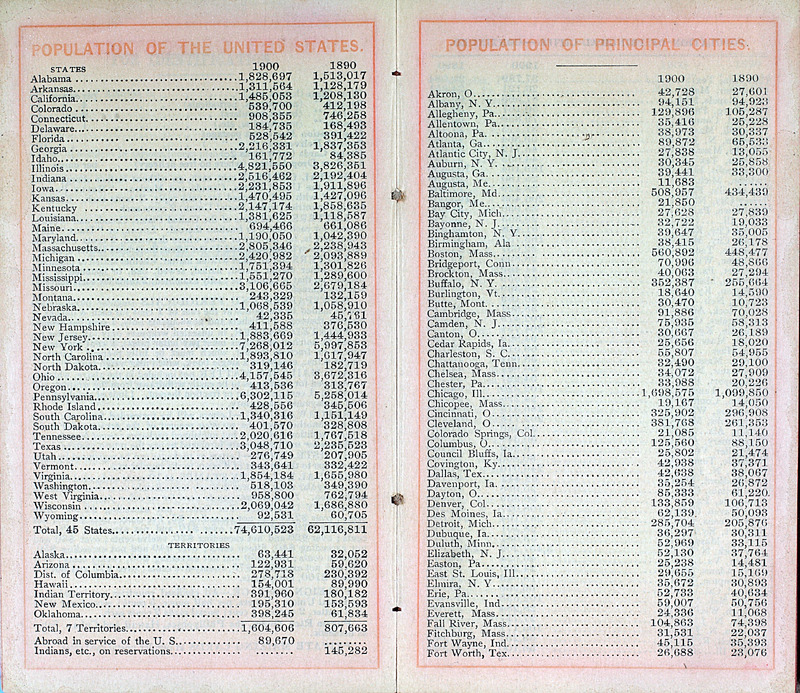 POPULATION OF THE UNITED STATES.
STATES 1900 1890
Alabama 1,828,697 1,513,017
Arkansas 1,311,564 1,128,179
California 1,485,053 1,208,130
Colorado 539,700 412,198
Connecticut 908,355 746,258
Delaware 184,735 168,493
Florida 528,531 391,422
Georgia 2,216,331 1,837,353
Idaho 161,772 84,385
Illinois 4,821,550 3,826,351
Indiana 2,516,462 2,192,404
Iowa 2,231,853 1,911,896
Kansas 1,470,495 1,427,096
Kentucky 2,147,174 1,858,635
Louisiana 1,381,625 1,118,587
Maine 694,466 661,086
Maryland 1,190,050 1,042,390
Massachusetts 2,805,346 2,238,943
Michigan 2,420,982 2,093,889
Minnesota 1,751,394 1,301,826
Mississippi 1,551,270 1,289,600
Missouri 3,106,665 2,679,184
Montana 243,329 132,159
Nebraska 1,068,539 1,058,910
Nevada 42,335 45,761
New Hampshire 411,588 376,530
New Jersey 1,883,669 1,444,933
New York 7,268,012 5,997,853
North Carolina 1,893,810 1,617,947
North Dakota 319,146 182,719
Ohio 4,157,545 3,672,316
Oregon 413,536 313,767
Pennsylvania 6,302,115 5,258,014
Rhode Island 428,556 345,506
South Carolina 1,340,316 1,151,149
South Dakota 401,570 328,808
Tennessee 2,020,616 1,767,518
Texas 3,048,710 2,235,523
Utah 276,749 207,905
Vermont 343,641 332,422
Virginia 1,854,184 1,655,980
Washington 518,103 349,390
West Virginia 958,800 762,794
Wisconsin 2,069,042 1,686,880
Wyoming 92,531 60,705
Total, 45 States 74,610,523 62,116,811
TERRITORIES
Alaska 63,441 32,052
Arizona 122,931 59,620
Dist. of Columbia 278,718 230,392
Hawaii 154,001 89,990
Indian Territory 391,960 180,182
New Mexico 195,310 153,593
Oklahoma 398,245 61,834
Total, 7 Territories 1,604,606 807,663
Abroad in service of the U. S. 89,670
Indians, etc., on reservations 145,282
POPULATION OF PRINCIPAL CITIES.
1900 1890
Akron, O 42,728 27,601
Albany, N. Y. 94,151 94,923
Allegheny, Pa 129,896 105,287
Allentown, Pa 35,416 25,228
Altoona, Pa. 38,973 30,337
Atlanta, Ga 89,872 65,533
Atlantic City, N. J. 27,838 13,055
Auburn, N. Y. 30,345 25,858
Augusta, Ga 39,441 33,300
Augusta, Me 11,683
Baltimore, Md 508,957 434,439
Bangor, Me 21,850
Bay City, Mich 27,628 27,839
Bayonne, N. J. 32,722 19,033
Binghamton, N. Y. 39,647 35,005
Birmingham, Ala 38,415 26,178
Boston, Mass 560,892 448,477
Bridgeport, Conn 70,996 48,866
Brockton, Mass 40,063 27,294
Buffalo, N. Y. 352,387 255,664
Burlington, Vt 18,640 14,590
Butte, Mont 30,470 10,723
Cambridge, Mass 91,886 70,028
Camden, N. J. 75,935 58,313
Canton, O 30,667 26,189
Cedar Rapids, Ia 25,656 18,020
Charleston, S. C. 55,807 54,955
Chattanooga, Tenn 32,490 29,100
Chelsea, Mass 34,072 27,909
Chester, Pa 33,988 20,226
Chicago, Ill 1,698,575 1,099,850
Chicopee, Mass 19,167 14,050
Cincinnati, O 325,902 296,908
Cleveland, O 381,768 261,353
Colorado Springs, Col 21,085 11,140
Columbus, O 125,560 88,150
Council Bluffs, Ia 25,802 21,474
Covington, Ky 42,938 37,371
Dallas, Tex 42,638 38,067
Davenport, Ia 35,254 26,872
Dayton, O 85,333 61,220
Denver, Col 133,859 106,713
Des Moines, Ia 62,139 50,093
Detroit, Mich 285,704 205,876
Dubuque, Ia 36,297 30,311
Duluth, Minn 52,969 33,115
Elizabeth, N. J. 52,130 37,764
Easton, Pa 25,238 14,481
East St. Louis, Ill 29,655 15,169
Elmira, N. Y 35,672 30,893
Erie, Pa 52,733 40,634
Evansville, Ind 59,007 50,756
Everett, Mass 24,336 11,068
Fall River, Mass 104,863 74,398
Fitchburg, Mass 31,531 22,037
Fort Wayne, Ind 45,115 35,393
Fort Worth, Tex 26,688 23,076